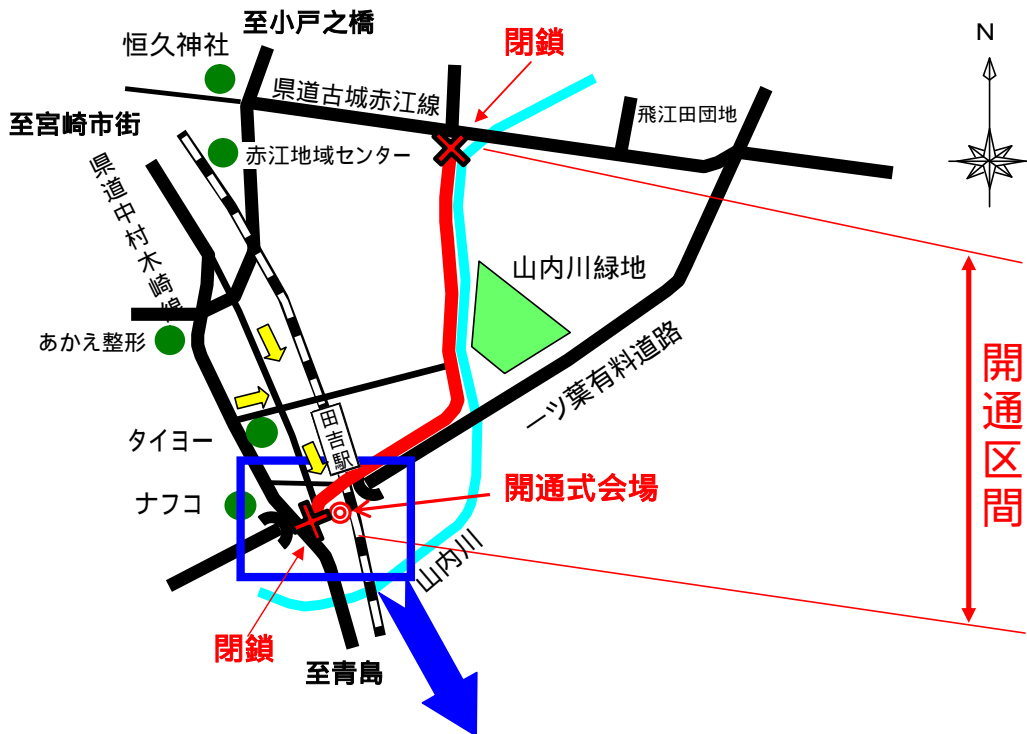 至小戸之橋
恒久神社
閉鎖
N
県道古城赤江線
飛江田団地
至宮崎市街
赤江地域センター
県道中村木崎線
山内川緑地
あかえ整形
一ツ葉有料道路
開通区間
田吉駅
タイヨー
ナフコ
開通式会場
山内川
閉鎖
至青島